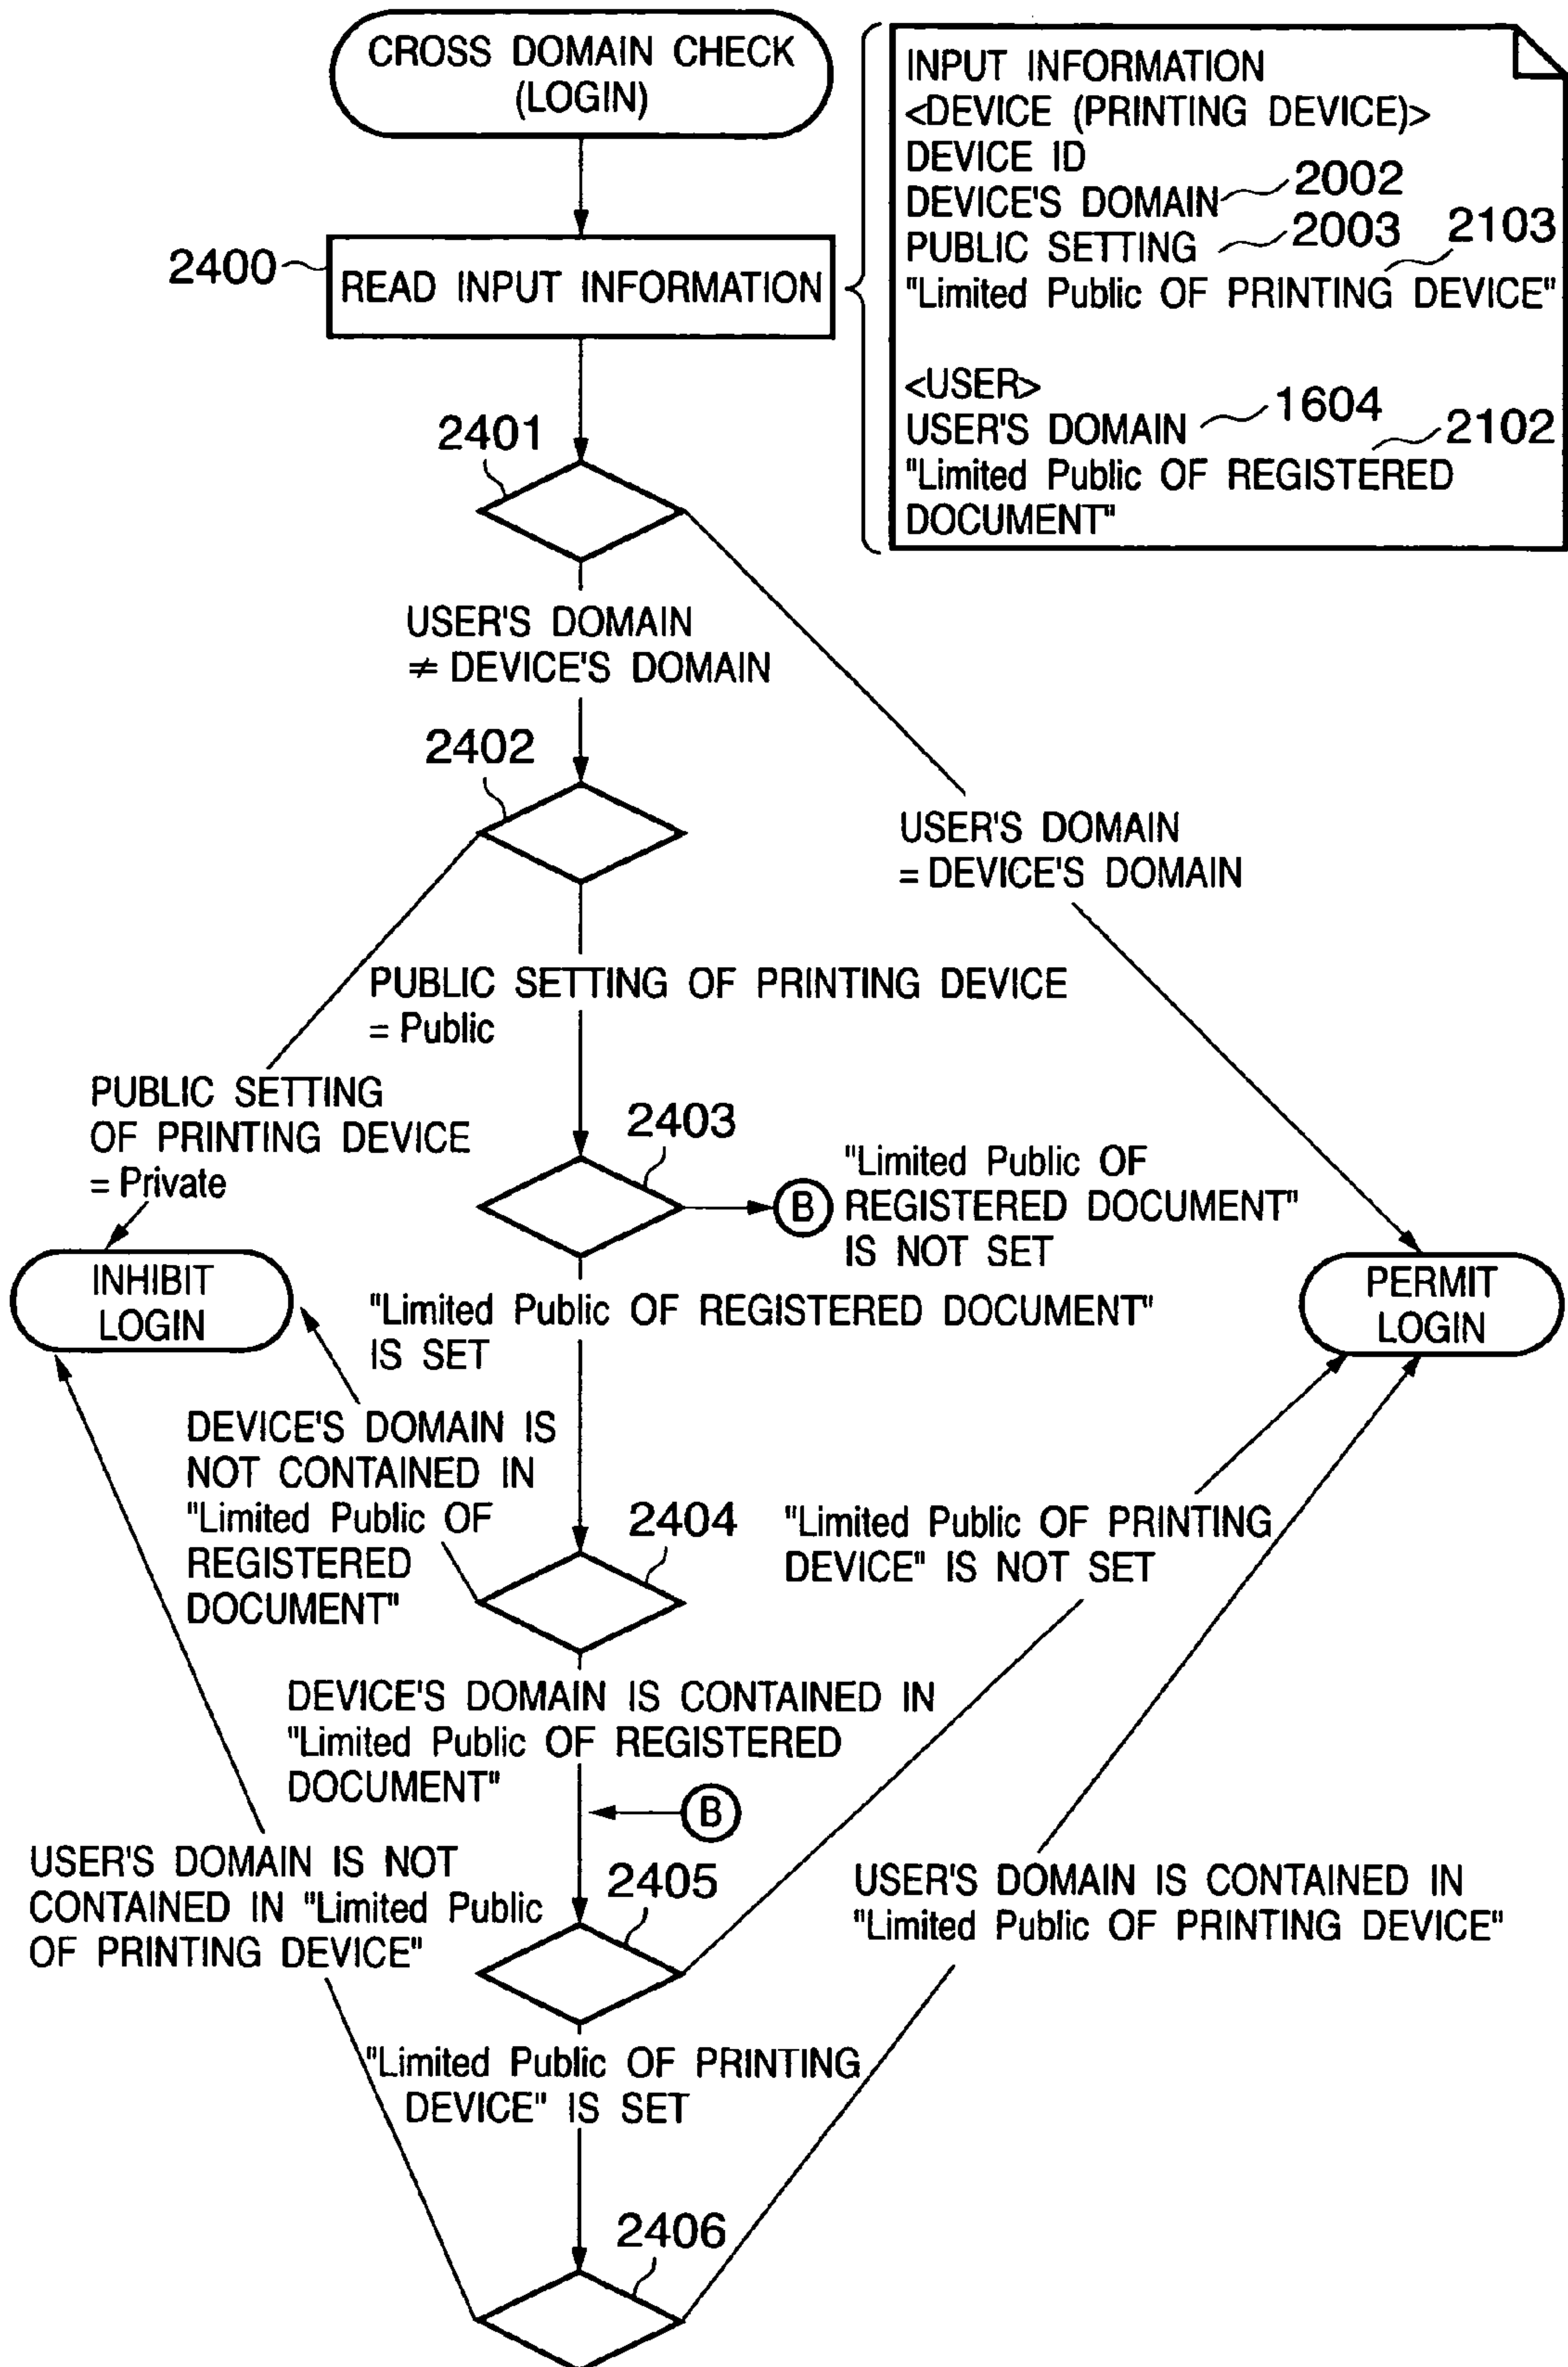 CROSS DOMAIN CHECK
(LOGIN)
INPUT INFORMATION
<DEVICE (PRINTING DEVICE)>
DEVICE ID
DEVICE'S DOMAIN 2002
PUBLIC SETTING 2003 2103
"Limited Public OF PRINTING DEVICE"
<USER>
USER'S DOMAIN 1604
2102
"Limited Public OF REGISTERED
DOCUMENT"
2400
READ INPUT INFORMATION
2401
USER'S DOMAIN
≠ DEVICE'S DOMAIN
2402
USER'S DOMAIN
= DEVICE'S DOMAIN
PUBLIC SETTING OF PRINTING DEVICE
= Public
PUBLIC SETTING
OF PRINTING DEVICE
= Private
2403
B
"Limited Public OF
REGISTERED DOCUMENT"
IS NOT SET
INHIBIT
LOGIN
PERMIT
LOGIN
"Limited Public OF REGISTERED DOCUMENT"
IS SET
DEVICE'S DOMAIN IS
NOT CONTAINED IN
"Limited Public OF
REGISTERED
DOCUMENT"
2404
"Limited Public OF PRINTING
DEVICE" IS NOT SET
DEVICE'S DOMAIN IS CONTAINED IN
"Limited Public OF REGISTERED
DOCUMENT"
B
USER'S DOMAIN IS NOT
CONTAINED IN "Limited Public
OF PRINTING DEVICE"
2405
USER'S DOMAIN IS CONTAINED IN
"Limited Public OF PRINTING DEVICE"
"Limited Public OF PRINTING
DEVICE" IS SET
2406